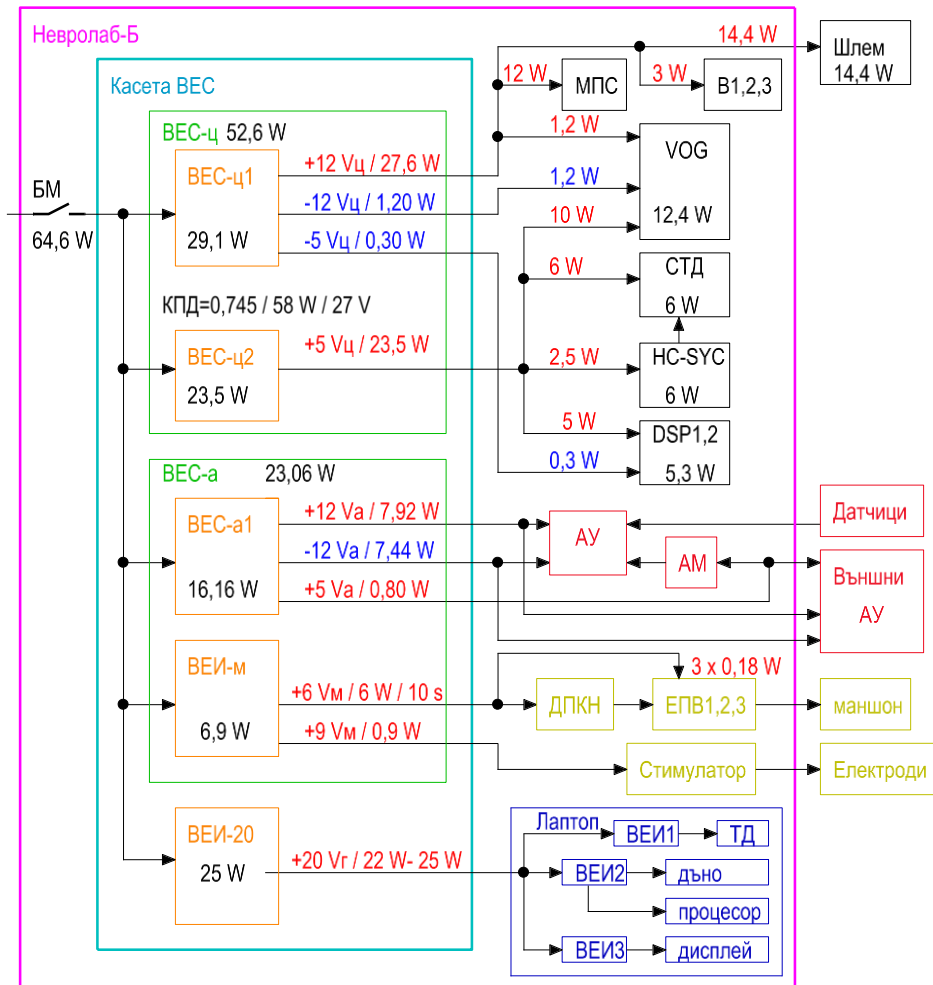 Невролаб-Б
14,4 W
Шлем
14,4 W
Касета ВЕС
12 W
МПС
3 W
В1,2,3
ВЕС-ц 52,6 W
ВЕС-ц1
29,1 W
+12 Vц / 27,6 W
-12 Vц / 1,20 W
-5 Vц / 0,30 W
1,2 W
1,2 W
10 W
VOG
12,4 W
БМ
64,6 W
6 W
СТД
6 W
КПД=0,745 / 58 W / 27 V
ВЕС-ц2
23,5 W
+5 Vц / 23,5 W
2,5 W
HC-SYC
6 W
5 W
0,3 W
DSP1,2
5,3 W
ВЕС-а 23,06 W
ВЕС-а1
16,16 W
+12 Va / 7,92 W
-12 Va / 7,44 W
+5 Va / 0,80 W
АУ
АМ
Датчици
Външни
АУ
ВЕИ-м
6,9 W
+6 Vм / 6 W / 10 s
+9 Vм / 0,9 W
3 x 0,18 W
ДПКН
ЕПВ1,2,3
маншон
Стимулатор
Електроди
ВЕИ-20
25 W
+20 Vг / 22 W- 25 W
Лаптоп
ВЕИ1
ТД
ВЕИ2
дъно
процесор
ВЕИ3
дисплей